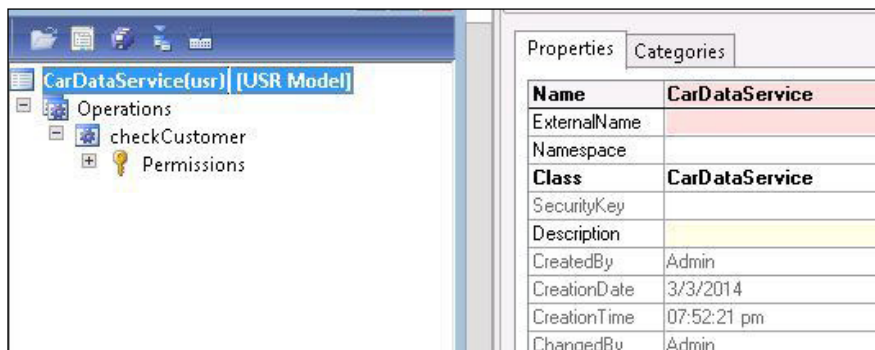 CarDataService(usr) [USR Model]
Operations
checkCustomer
Permissions
Properties Categories
Name CarDataService
ExternalName
Namespace
Class CarDataService
SecurityKey
Description
CreatedBy Admin
CreationDate 3/3/2014
CreationTime 07:52:21 pm
ChangedBy Admin